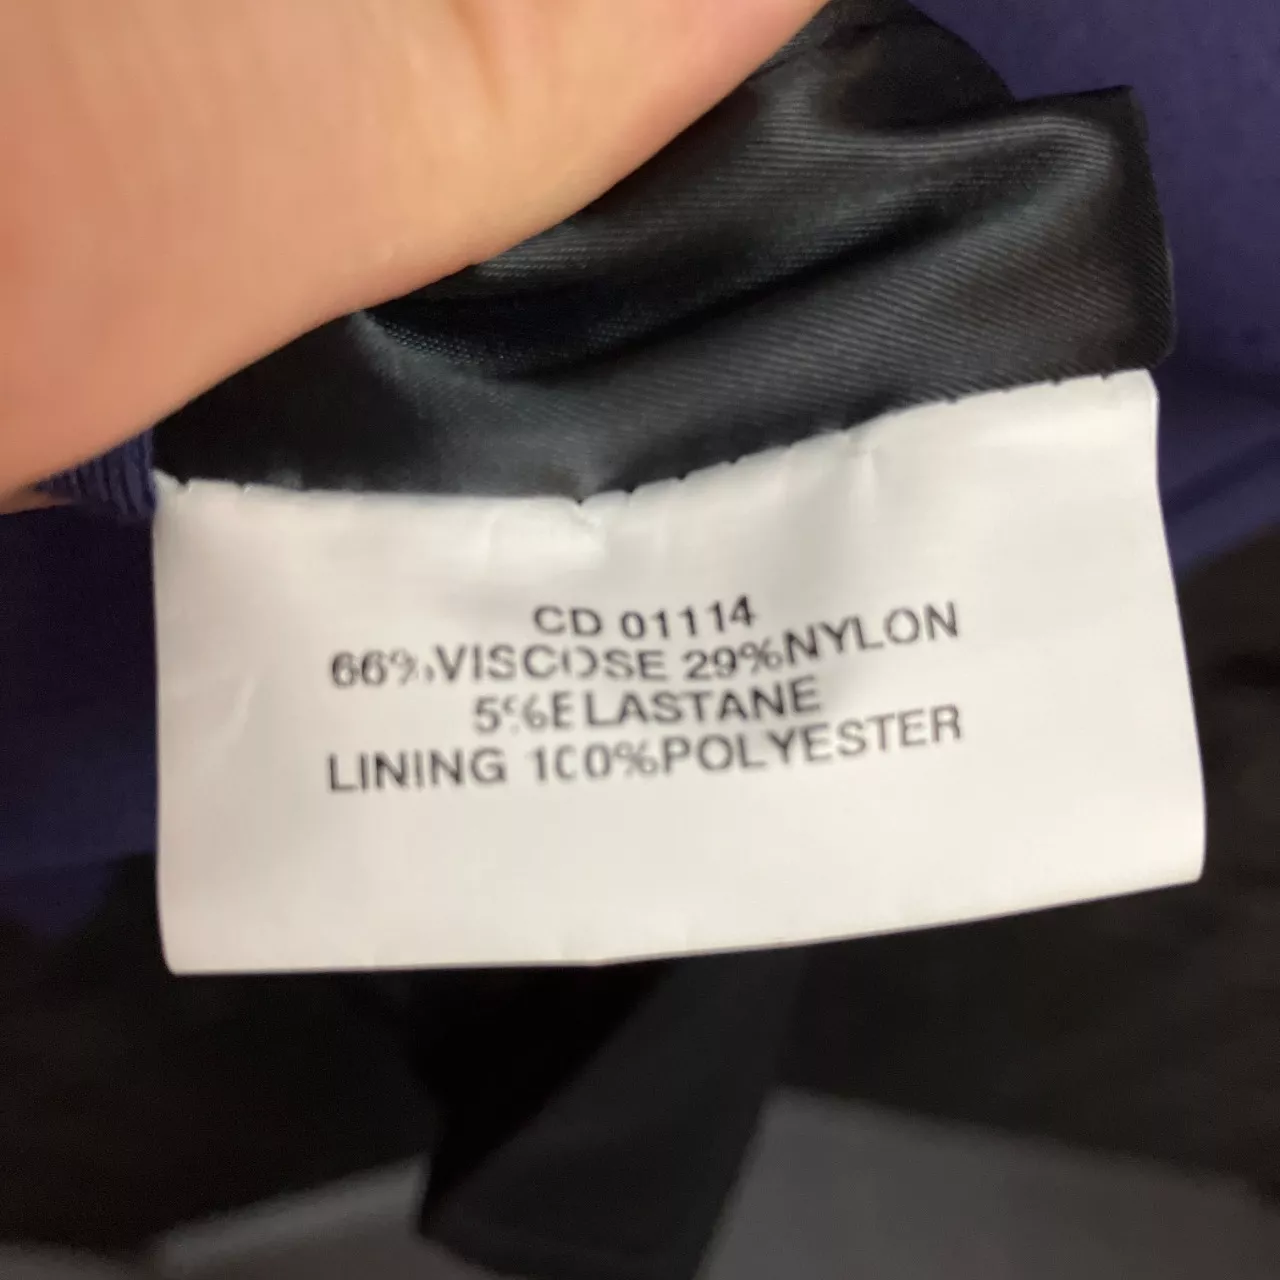 CD 01114
66%VISCOSE 29%NYLON
5%ELASTANE
LINING 100%POLYESTER